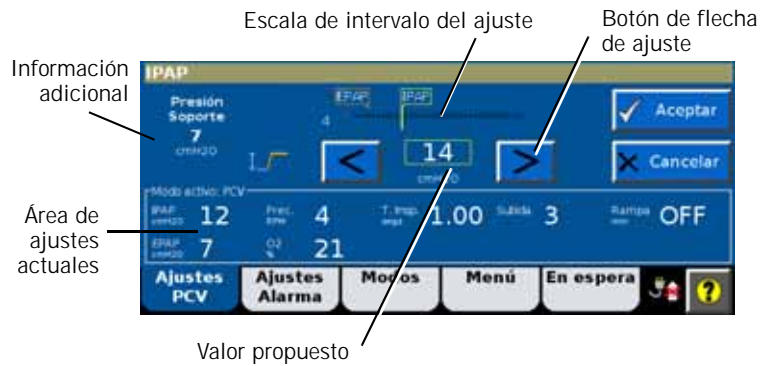 Escala de intervalo del ajuste
Botón de flecha
de ajuste
Información
adicional
IPAP
EPAP IPAP
Presión
Soporte
7
cmH2O
4
14
cmH2O
< >
Aceptar
Cancelar
Modo activo: PCV
IPAP cmH2O 12 Frec. BPM 4 T. Insp. 1.00 Subida 3 Rampa min OFF
EPAP cmH2O 7 O2 % 21
Área de
ajustes
actuales
Ajustes
PCV
Ajustes
Alarma
Modos
Menú
En espera
?
Valor propuesto